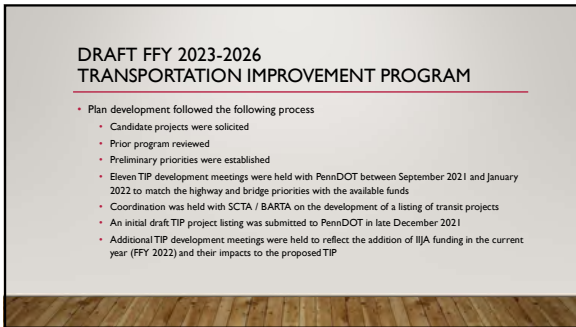 DRAFT FFY 2023-2026
TRANSPORTATION IMPROVEMENT PROGRAM
• Plan development followed the following process
• Candidate projects were solicited
• Prior program reviewed
• Preliminary priorities were established
• Eleven TIP development meetings were held with PennDOT between September 2021 and January
2022 to match the highway and bridge priorities with the available funds
• Coordination was held with SCTA / BARTA on the development of a listing of transit projects
• An initial draft TIP project listing was submitted to PennDOT in late December 2021
• Additional TIP development meetings were held to reflect the addition of IIJA funding in the current
year (FFY 2022) and their impacts to the proposed TIP